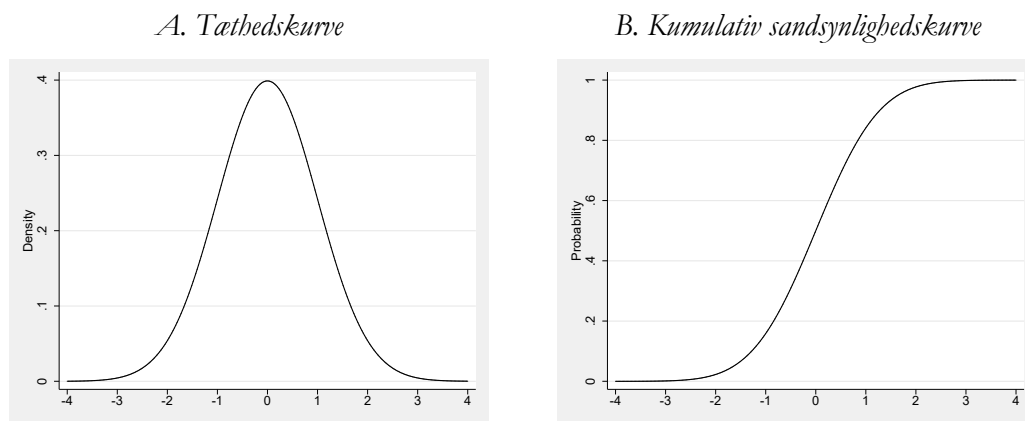 A. Tæthedskurve
B. Kumulativ sandsynlighedskurve
Density
0
.1
.2
.3
.4
-4 -3 -2 -1 0 1 2 3 4
Probability
0
.2
.4
.6
.8
1
-4 -3 -2 -1 0 1 2 3 4